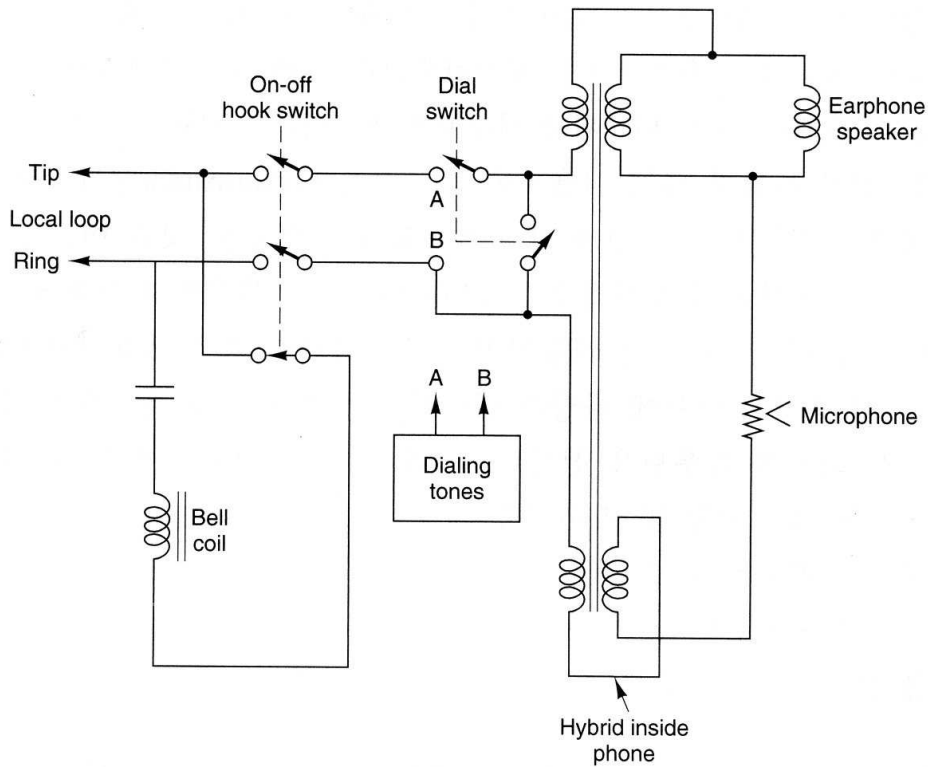 On-off
hook switch
Dial
switch
Earphone
speaker
Tip
A
Local loop
B
Ring
A B
Microphone
Dialing
tones
Bell
coil
Hybrid inside
phone